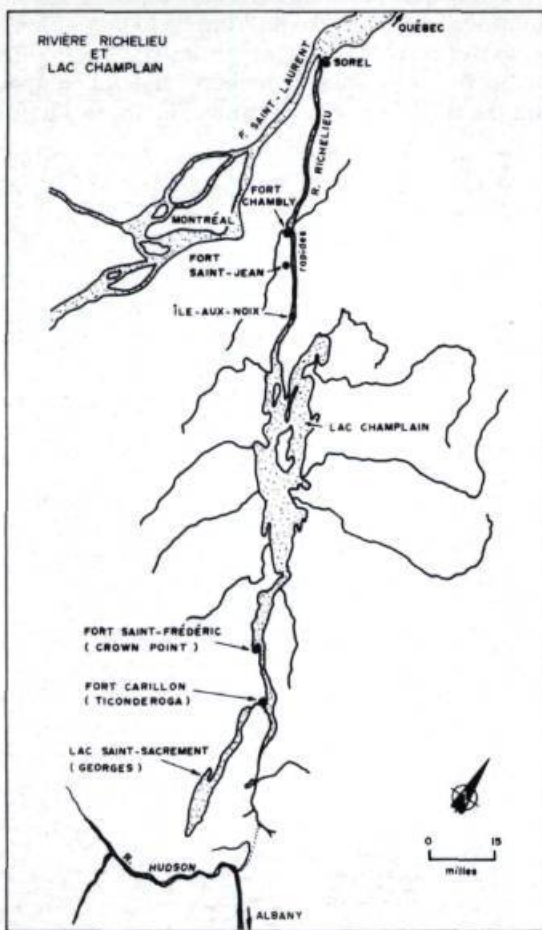 RIVIÈRE RICHELIEU
ET
LAC CHAMPLAIN
QUÉBEC
SOREL
F. SAINT-LAURENT
R. RICHELIEU
FORT
CHAMBLY
MONTRÉAL
rapides
FORT
SAINT-JEAN
ÎLE-AUX-NOIX
LAC CHAMPLAIN
FORT SAINT-FRÉDÉRIC
(CROWN POINT)
FORT CARILLON
(TICONDEROGA)
LAC SAINT-SACREMENT
(GEORGES)
0 15
milles
R. HUDSON
ALBANY